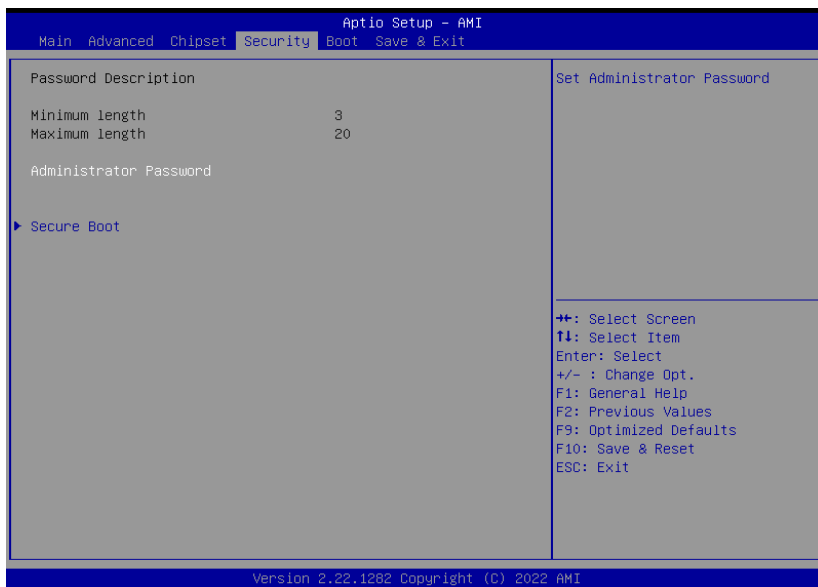 Aptio Setup – AMI
Main Advanced Chipset Security Boot Save & Exit
Password Description
Minimum length 3
Maximum length 20
Administrator Password
Secure Boot
Set Administrator Password
→←: Select Screen
↑↓: Select Item
Enter: Select
+/- : Change Opt.
F1: General Help
F2: Previous Values
F9: Optimized Defaults
F10: Save & Reset
ESC: Exit
Version 2.22.1282 Copyright (C) 2022 AMI